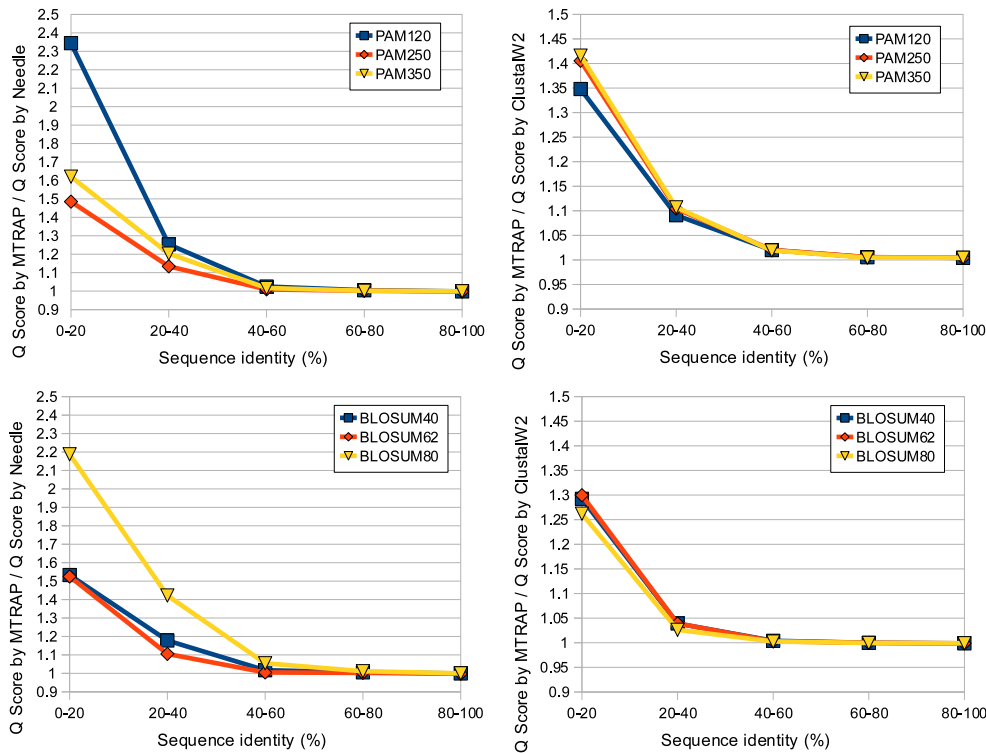 Q Score by MTRAP / Q Score by Needle
2.5
2.4
2.3
2.2
2.1
2
1.9
1.8
1.7
1.6
1.5
1.4
1.3
1.2
1.1
1
0.9
PAM120
PAM250
PAM350
0-20 20-40 40-60 60-80 80-100
Sequence identity (%)
Q Score by MTRAP / Q Score by ClustalW2
1.5
1.45
1.4
1.35
1.3
1.25
1.2
1.15
1.1
1.05
1
0.95
0.9
PAM120
PAM250
PAM350
0-20 20-40 40-60 60-80 80-100
Sequence identity (%)
Q Score by MTRAP / Q Score by Needle
2.5
2.4
2.3
2.2
2.1
2
1.9
1.8
1.7
1.6
1.5
1.4
1.3
1.2
1.1
1
0.9
BLOSUM40
BLOSUM62
BLOSUM80
0-20 20-40 40-60 60-80 80-100
Sequence identity (%)
Q Score by MTRAP / Q Score by ClustalW2
1.5
1.45
1.4
1.35
1.3
1.25
1.2
1.15
1.1
1.05
1
0.95
0.9
BLOSUM40
BLOSUM62
BLOSUM80
0-20 20-40 40-60 60-80 80-100
Sequence identity (%)